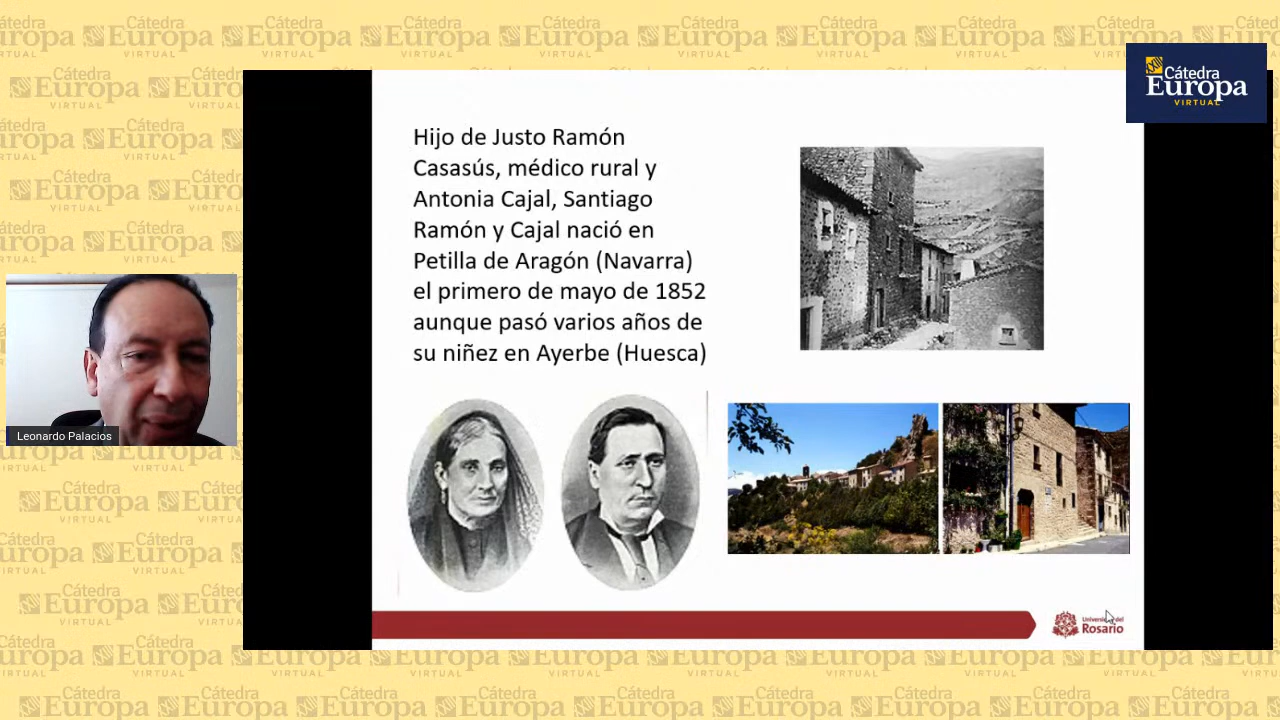 Cátedra
Europa
VIRTUAL
Hijo de Justo Ramón
Casasús, médico rural y
Antonia Cajal, Santiago
Ramón y Cajal nació en
Petilla de Aragón (Navarra)
el primero de mayo de 1852
aunque pasó varios años de
su niñez en Ayerbe (Huesca)
Leonardo Palacios
Universidad del
Rosario